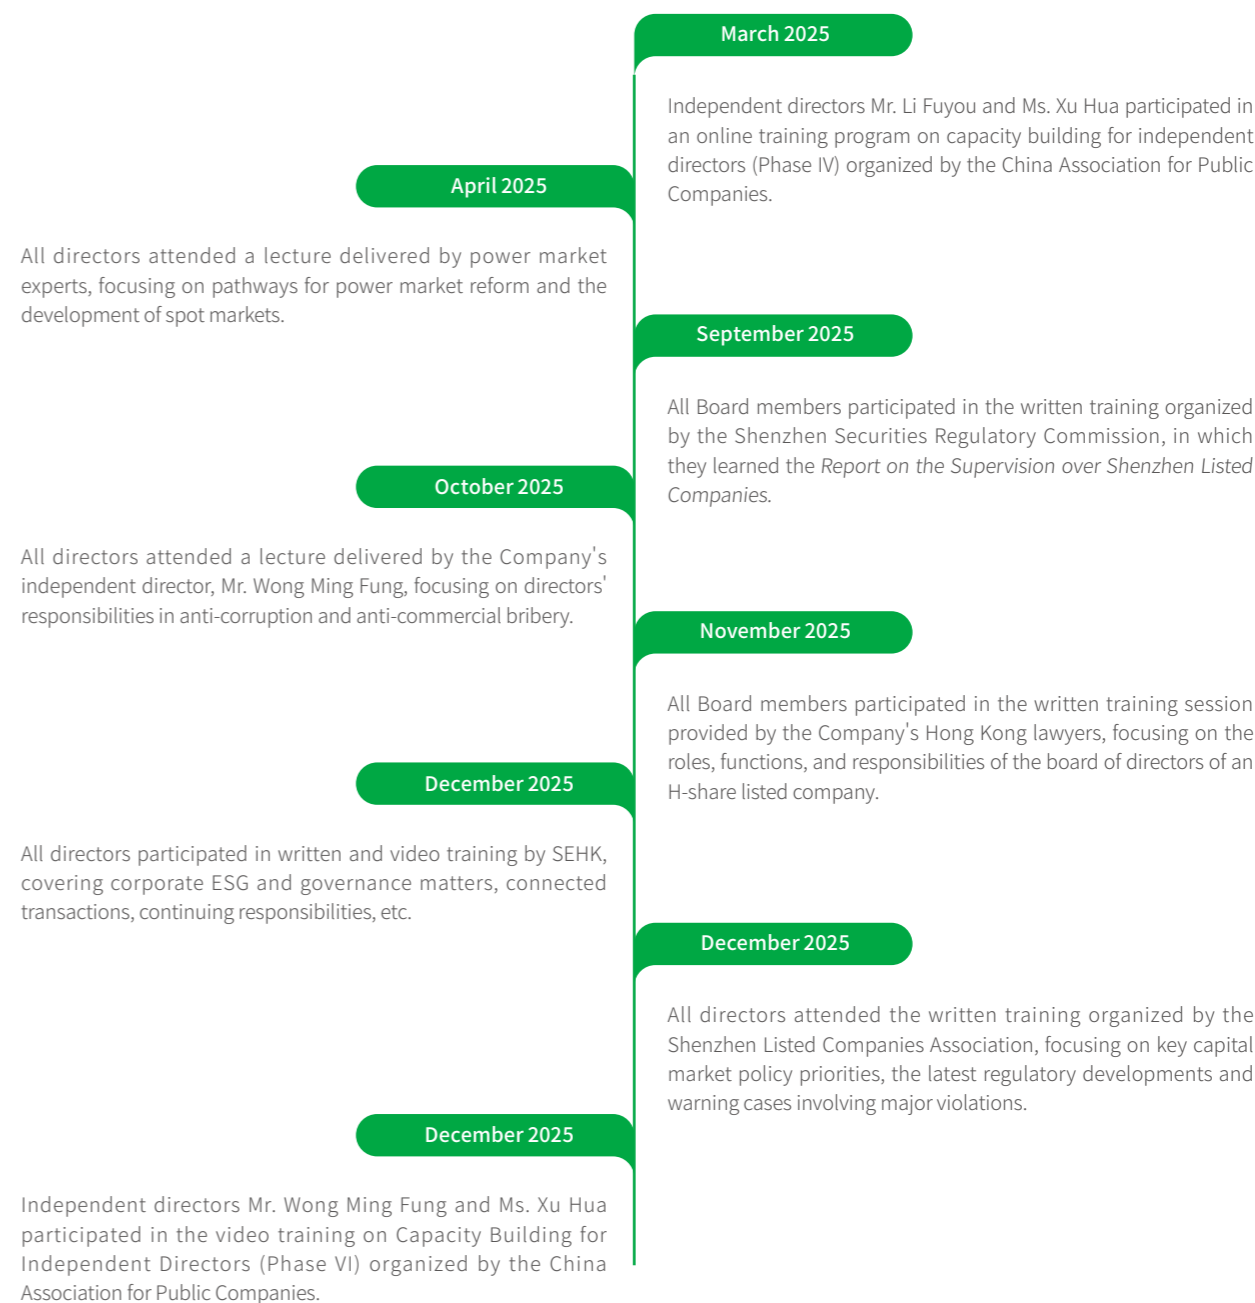 March 2025
Independent directors Mr. Li Fuyou and Ms. Xu Hua participated in
an online training program on capacity building for independent
directors (Phase IV) organized by the China Association for Public
Companies.
April 2025
All directors attended a lecture delivered by power market
experts, focusing on pathways for power market reform and the
development of spot markets.
September 2025
All Board members participated in the written training organized
by the Shenzhen Securities Regulatory Commission, in which
they learned the Report on the Supervision over Shenzhen Listed
Companies.
October 2025
All directors attended a lecture delivered by the Company's
independent director, Mr. Wong Ming Fung, focusing on directors'
responsibilities in anti-corruption and anti-commercial bribery.
November 2025
All Board members participated in the written training session
provided by the Company's Hong Kong lawyers, focusing on the
roles, functions, and responsibilities of the board of directors of an
H-share listed company.
December 2025
All directors participated in written and video training by SEHK,
covering corporate ESG and governance matters, connected
transactions, continuing responsibilities, etc.
December 2025
All directors attended the written training organized by the
Shenzhen Listed Companies Association, focusing on key capital
market policy priorities, the latest regulatory developments and
warning cases involving major violations.
December 2025
Independent directors Mr. Wong Ming Fung and Ms. Xu Hua
participated in the video training on Capacity Building for
Independent Directors (Phase VI) organized by the China
Association for Public Companies.